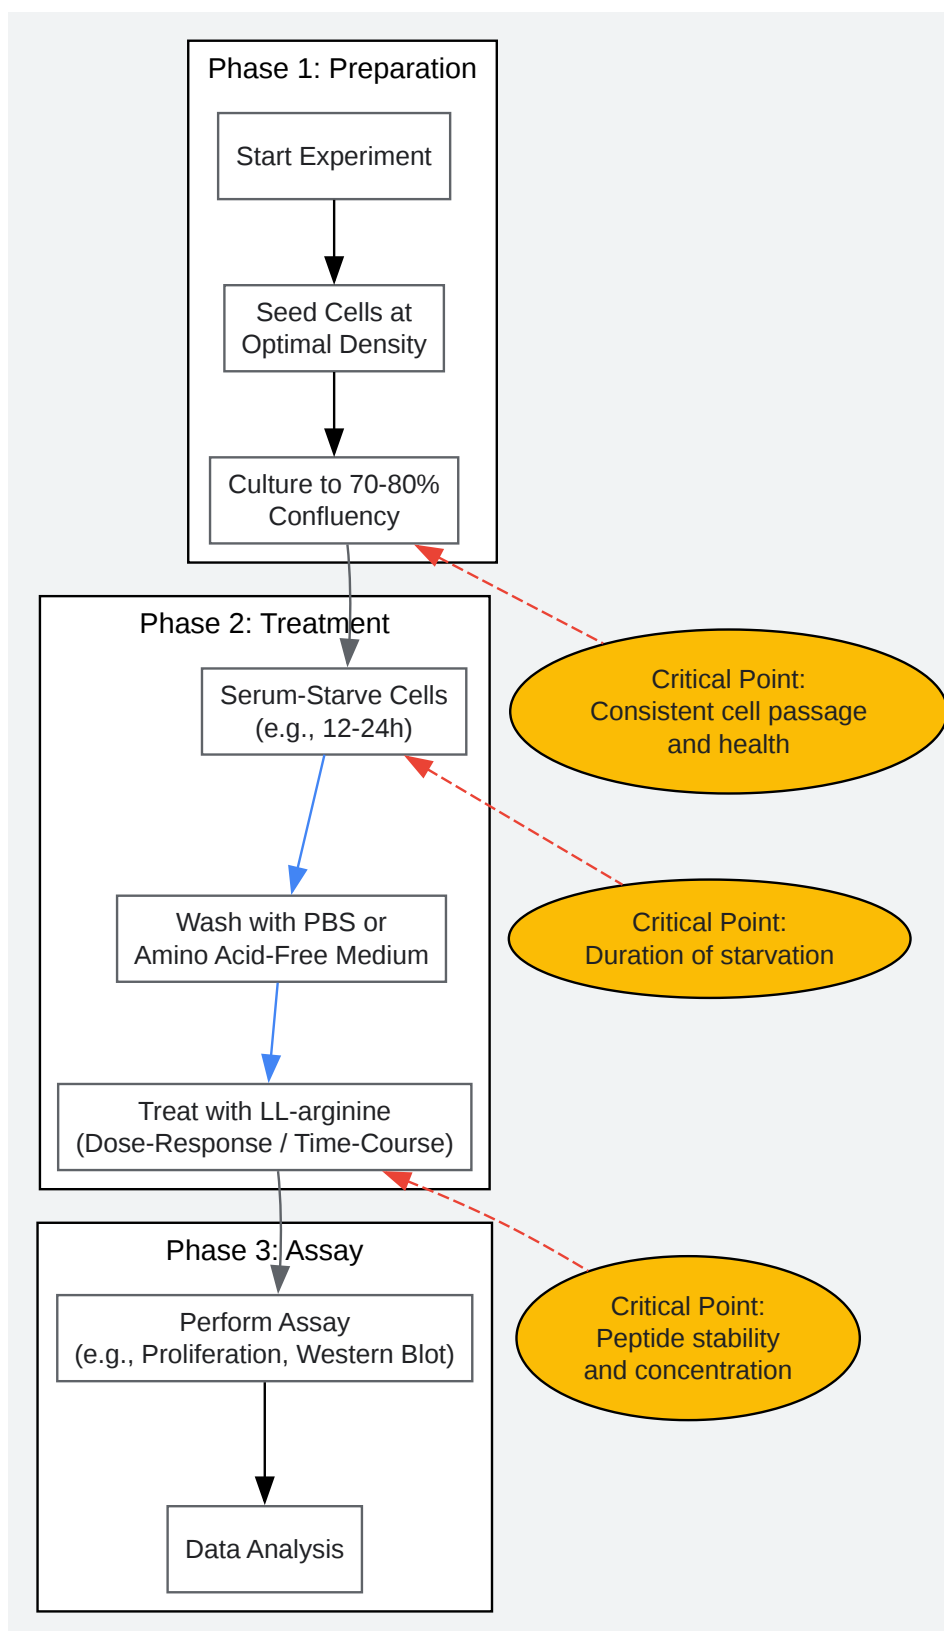 Phase 1: Preparation
Start Experiment
Seed Cells at
Optimal Density
Culture to 70-80%
Confluency
Phase 2: Treatment
Serum-Starve Cells
(e.g., 12-24h)
Critical Point:
Consistent cell passage
and health
Wash with PBS or
Amino Acid-Free Medium
Critical Point:
Duration of starvation
Treat with LL-arginine
(Dose-Response / Time-Course)
Phase 3: Assay
Perform Assay
(e.g., Proliferation, Western Blot)
Critical Point:
Peptide stability
and concentration
Data Analysis